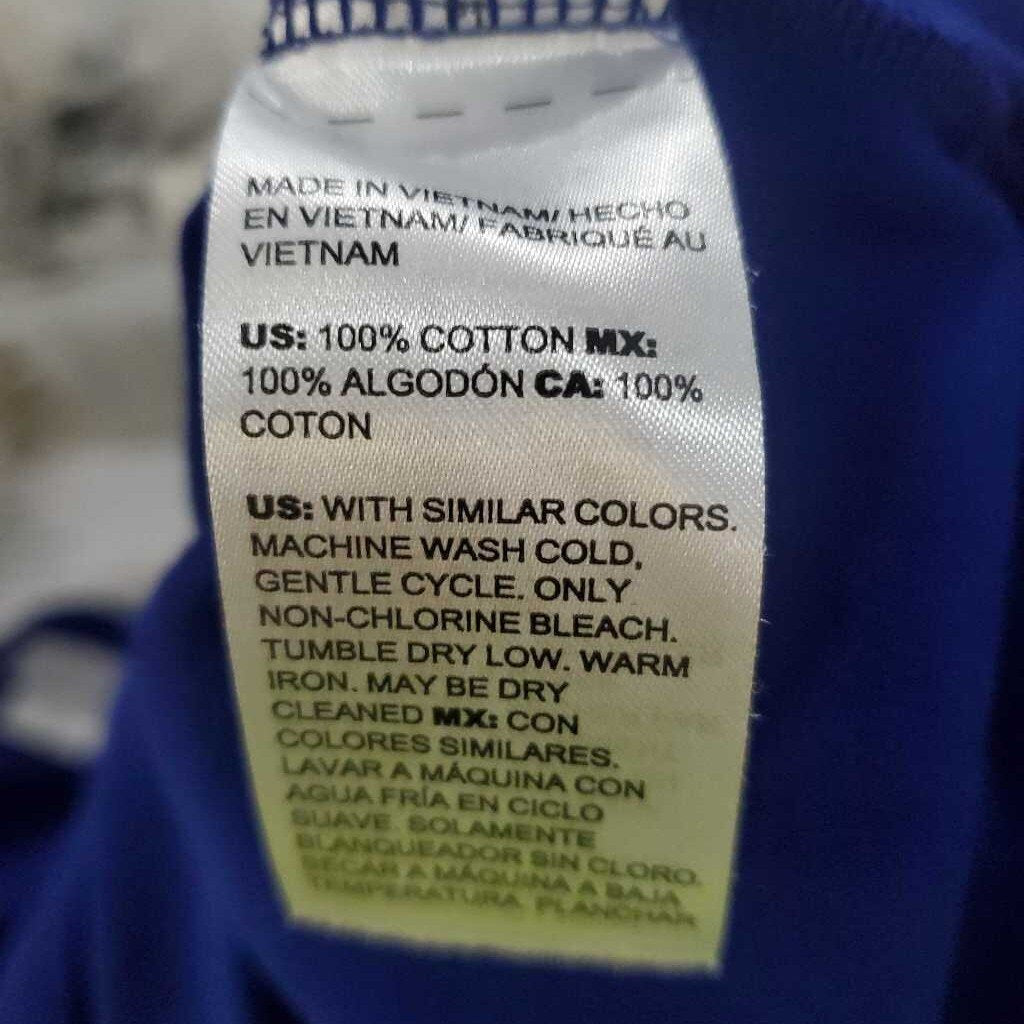 MADE IN VIETNAM/ HECHO
EN VIETNAM/ FABRIQUÉ AU
VIETNAM
US: 100% COTTON MX:
100% ALGODÓN CA: 100%
COTON
US: WITH SIMILAR COLORS.
MACHINE WASH COLD,
GENTLE CYCLE. ONLY
NON-CHLORINE BLEACH.
TUMBLE DRY LOW. WARM
IRON. MAY BE DRY
CLEANED MX: CON
COLORES SIMILARES.
LAVAR A MÁQUINA CON
AGUA FRÍA EN CICLO
SUAVE. SOLAMENTE
BLANQUEADOR SIN CLORO.
SECAR A MÁQUINA A BAJA
TEMPERATURA. PLANCHAR